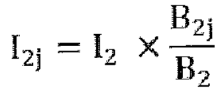 I₂ⱼ = I₂ × B₂ⱼ/B₂